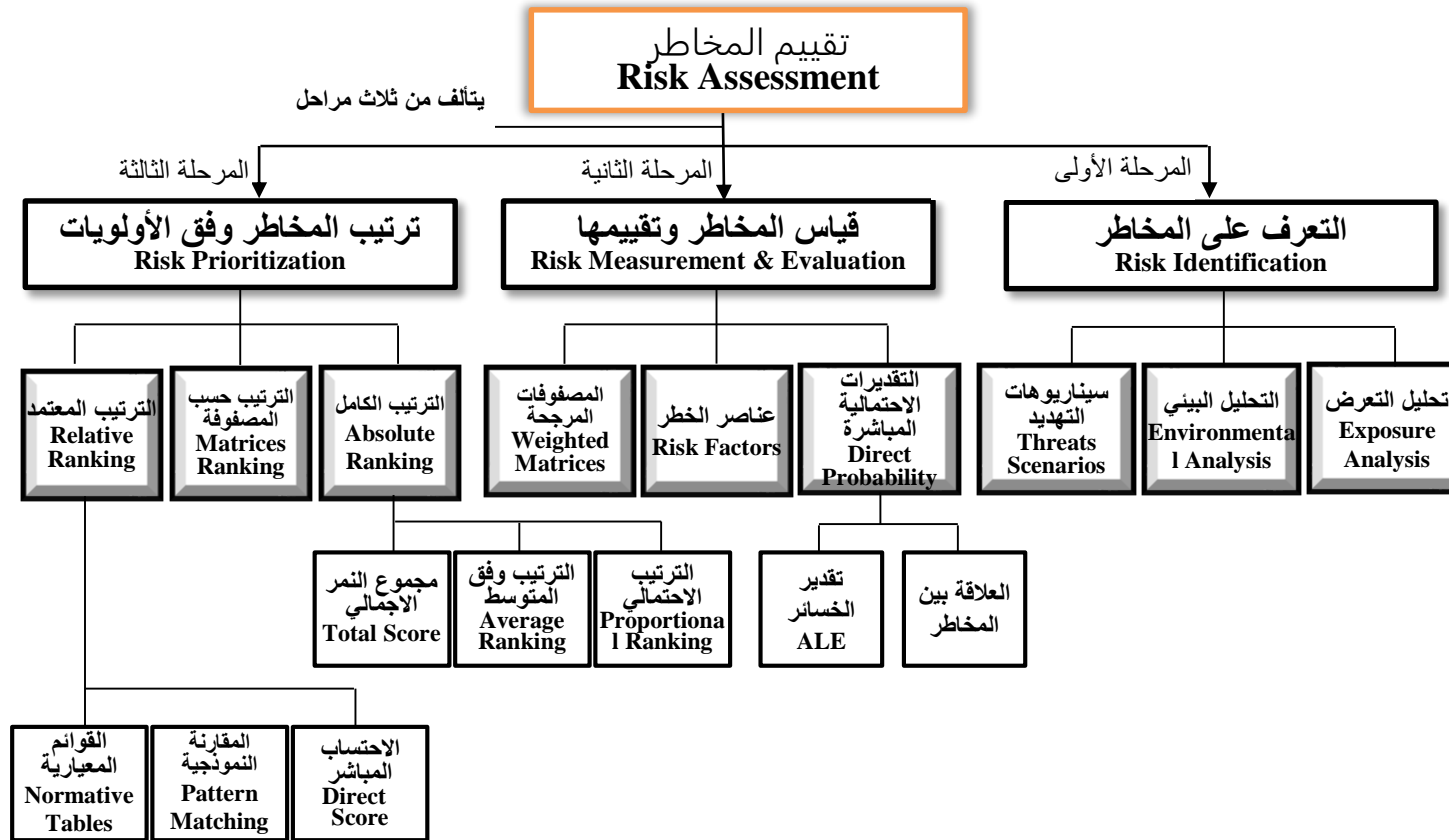 تقييم المخاطر
Risk Assessment
يتألف من ثلاث مراحل
المرحلة الأولى
المرحلة الثانية
المرحلة الثالثة
التعرف على المخاطر
Risk Identification
قياس المخاطر وتقييمها
Risk Measurement & Evaluation
ترتيب المخاطر وفق الأولويات
Risk Prioritization
تحليل التعرض
Exposure
Analysis
التحليل البيئي
Environmenta
l Analysis
سيناريوهات
التهديد
Threats
Scenarios
التقديرات
الاحتمالية
المباشرة
Direct
Probability
عناصر الخطر
Risk Factors
المصفوفات
المرجحة
Weighted
Matrices
الترتيب الكامل
Absolute
Ranking
الترتيب حسب
المصفوفة
Matrices
Ranking
الترتيب المعتمد
Relative
Ranking
العلاقة بين
المخاطر
تقدير
الخسائر
ALE
الترتيب
الاحتمالي
Proportiona
l Ranking
الترتيب وفق
المتوسط
Average
Ranking
مجموع النمر
الاجمالي
Total Score
الاحتساب
المباشر
Direct
Score
المقارنة
النموذجية
Pattern
Matching
القوائم
المعيارية
Normative
Tables